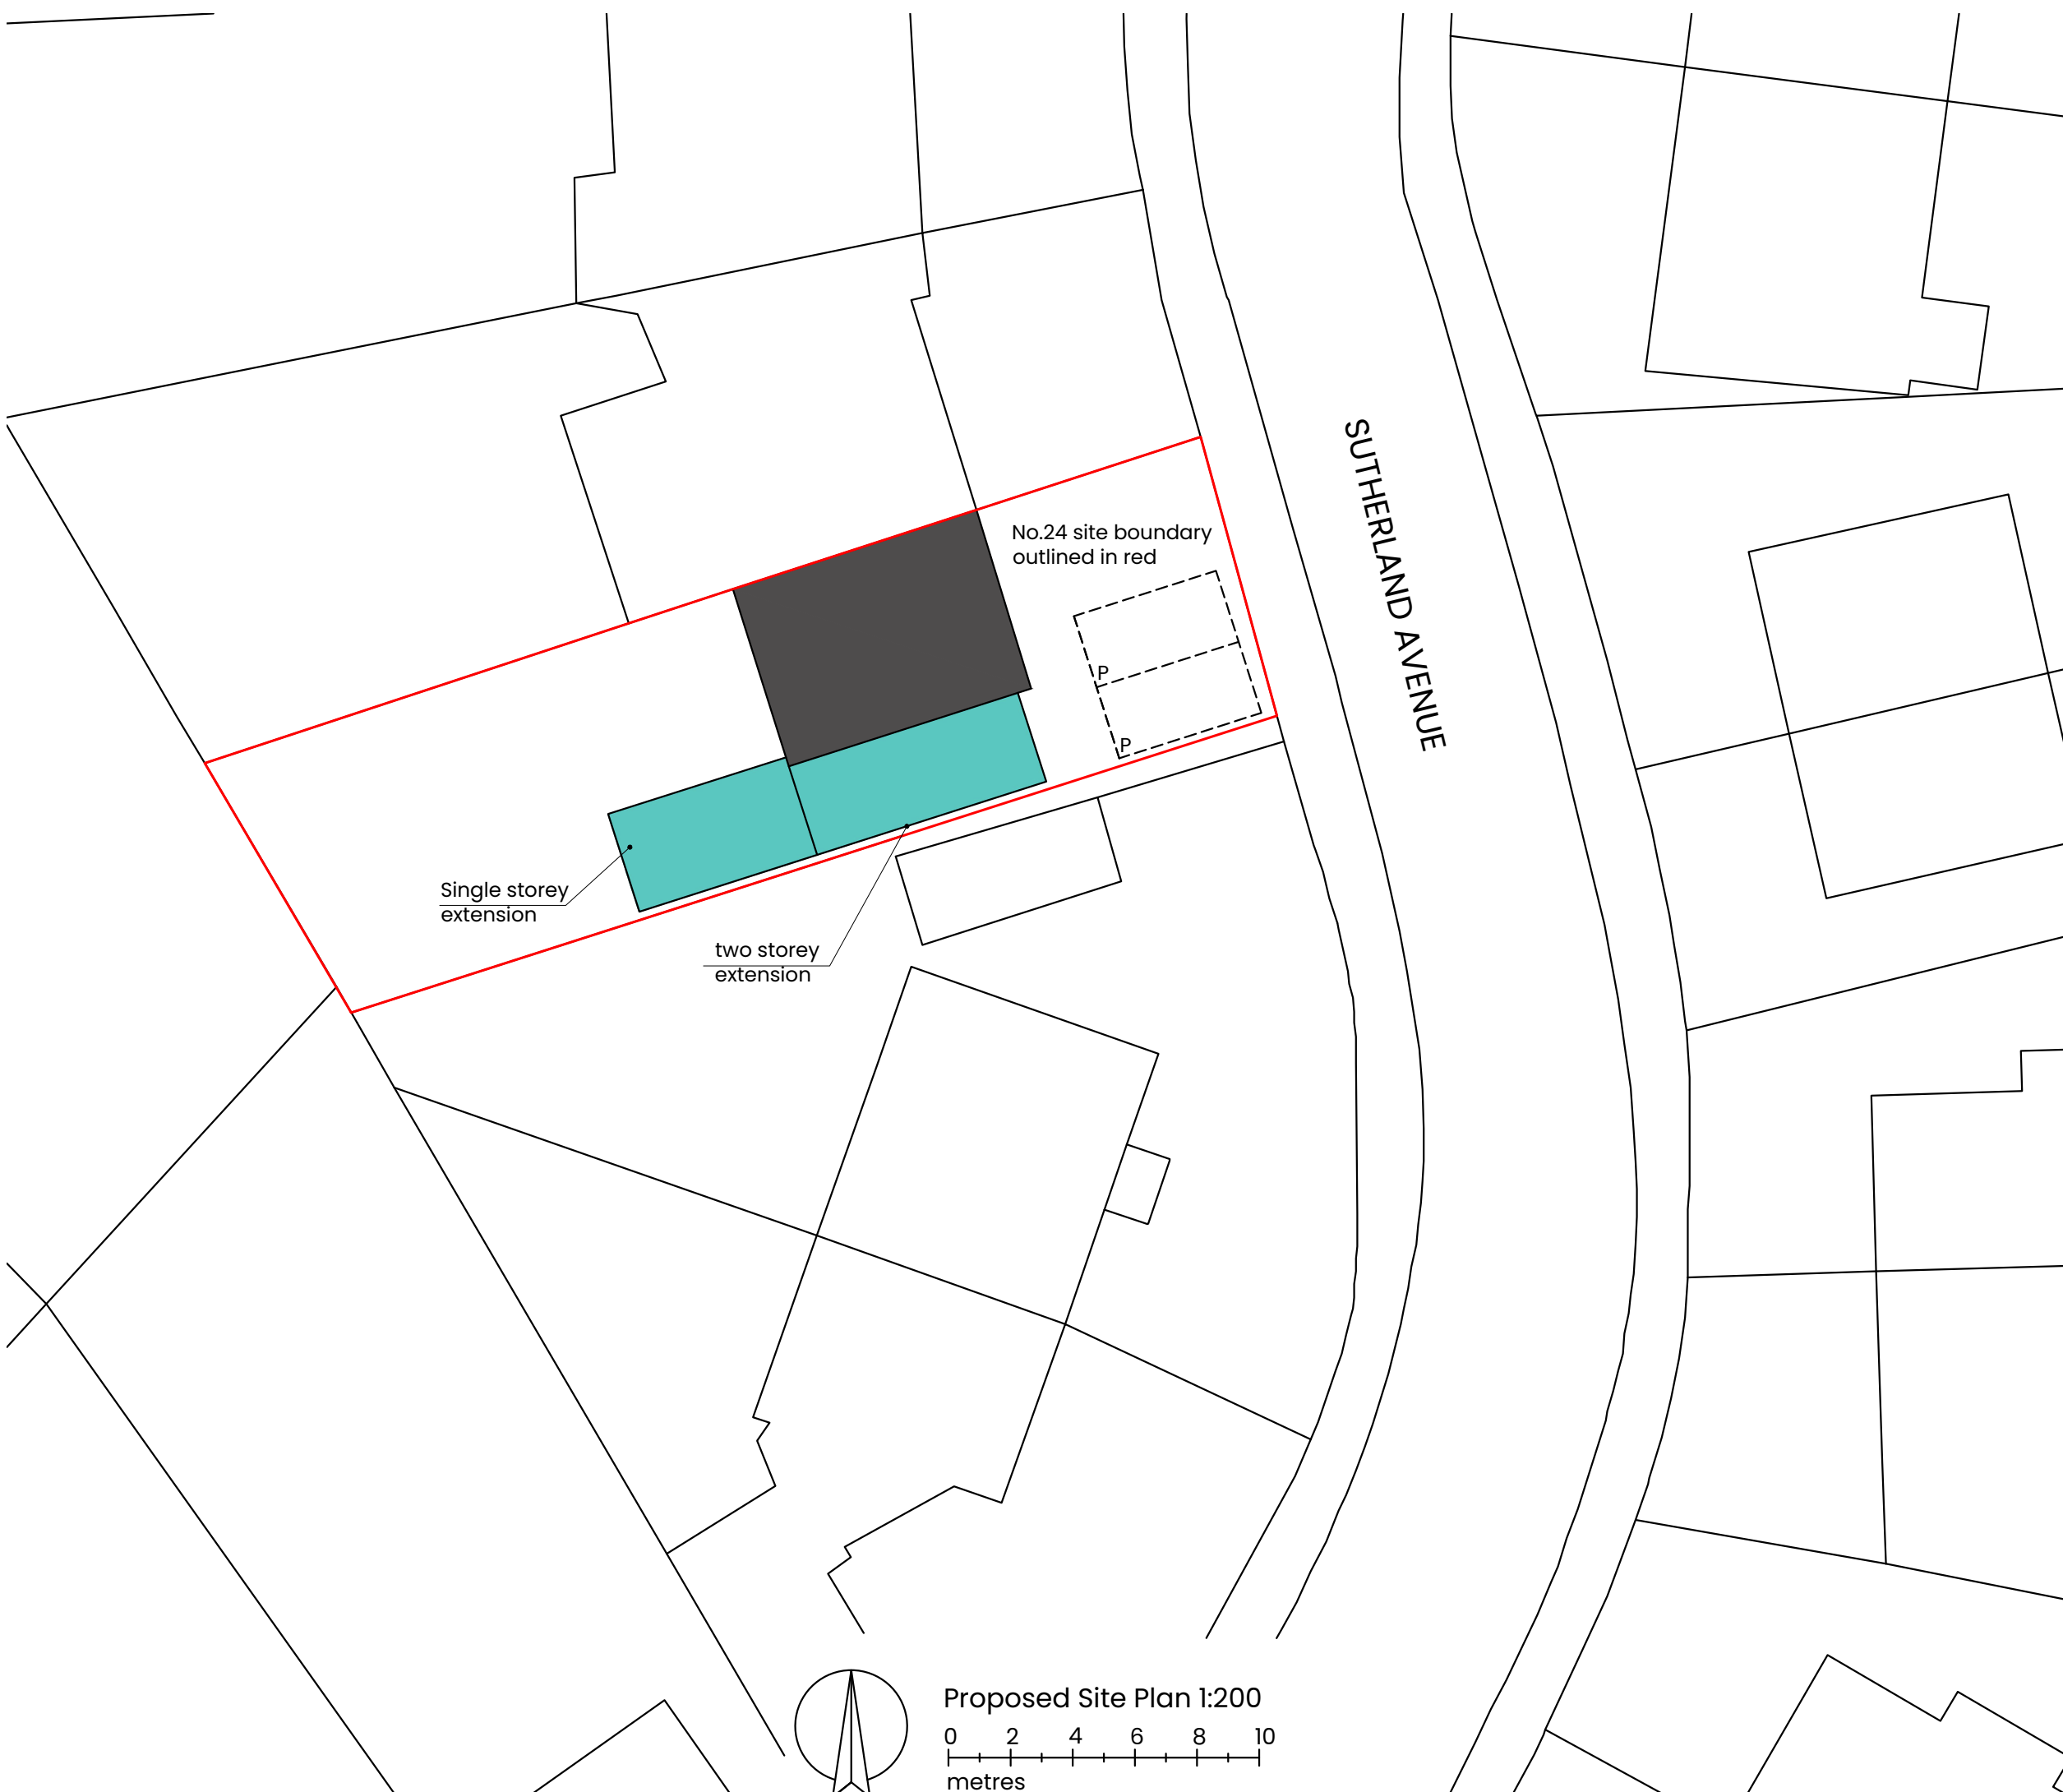 SUTHERLAND AVENUE
No.24 site boundary
outlined in red
P
P
Single storey
extension
two storey
extension
Proposed Site Plan 1:200
0 2 4 6 8 10
metres